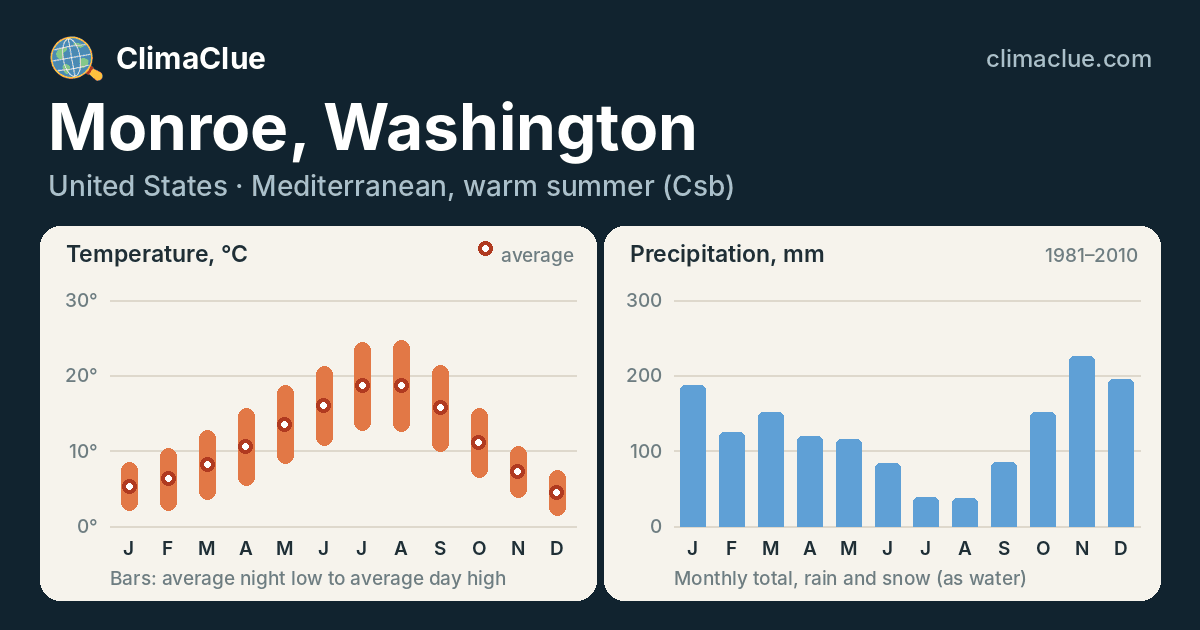 ClimaClue
climaclue.com
Monroe, Washington
United States · Mediterranean, warm summer (Csb)
Temperature, °C
average
30°
20°
10°
0°
J F M A M J J A S O N D
Bars: average night low to average day high
Precipitation, mm
1981–2010
300
200
100
0
J F M A M J J A S O N D
Monthly total, rain and snow (as water)